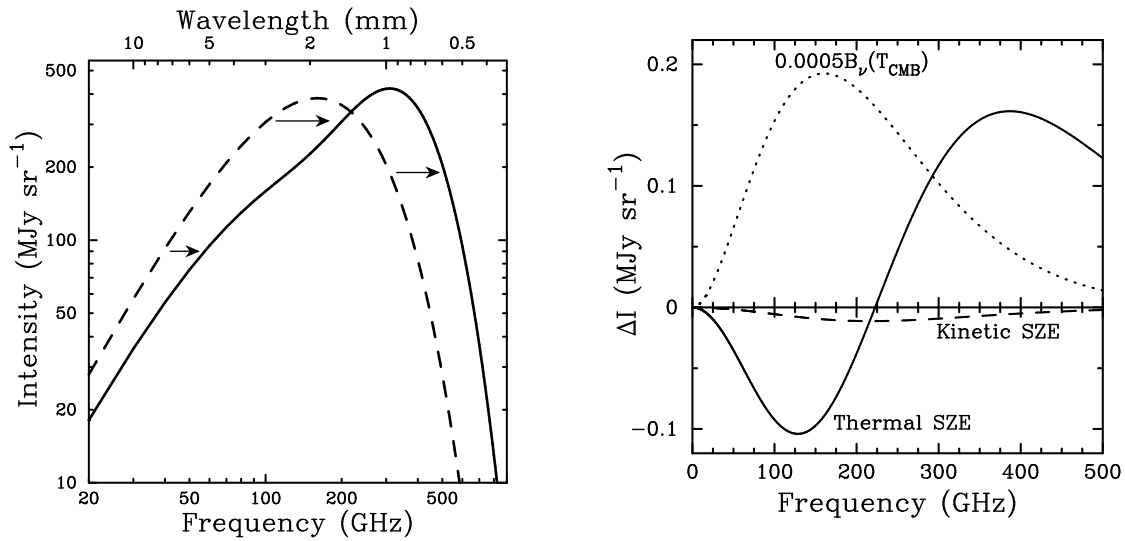 Wavelength (mm)
10 5 2 1 0.5
500
200
100
50
20
10
Intensity (MJy sr⁻¹)
20 50 100 200 500
Frequency (GHz)
0.0005Bν(TCMB)
0.2
0.1
0
−0.1
ΔI (MJy sr⁻¹)
Kinetic SZE
Thermal SZE
0 100 200 300 400 500
Frequency (GHz)